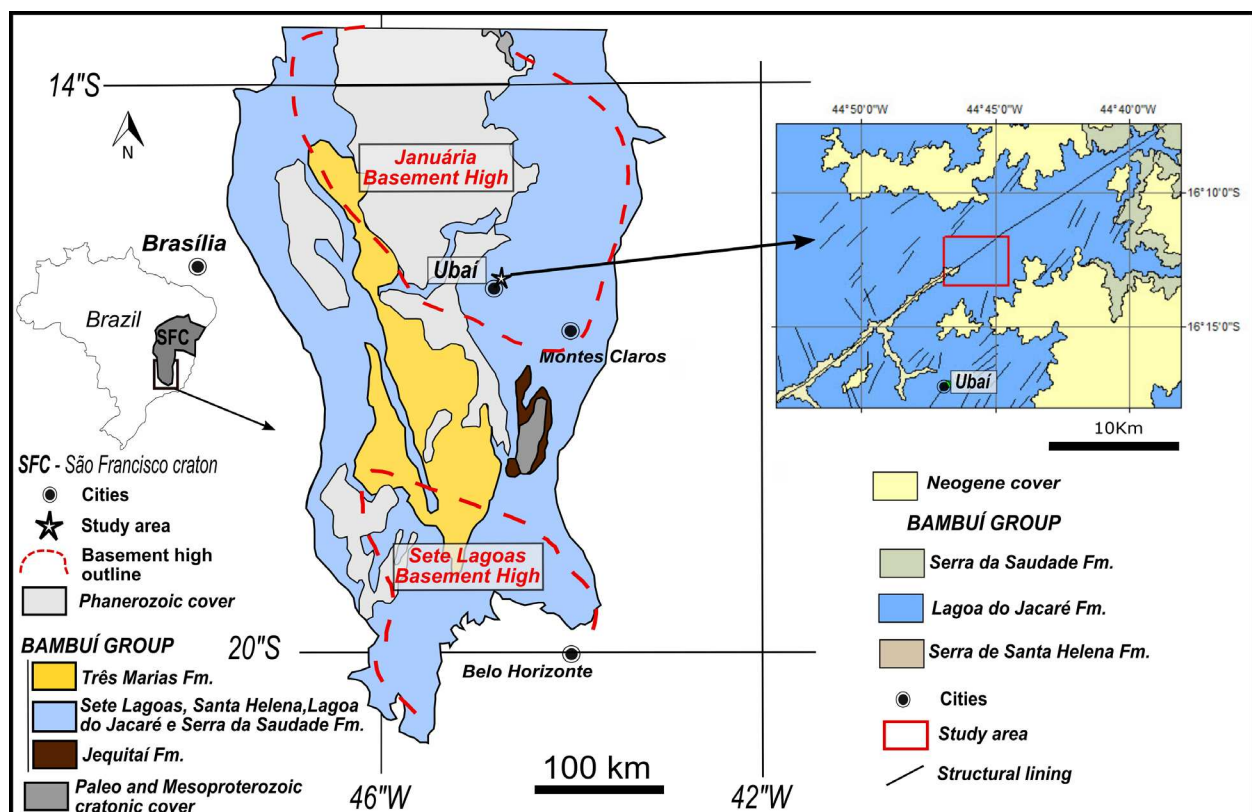 14"S
N
Brasília
Brazil
SFC
SFC - São Francisco craton
Cities
Study area
Basement high
outline
Phanerozoic cover
BAMBUÍ GROUP
Três Marias Fm.
Sete Lagoas, Santa Helena,Lagoa
do Jacaré e Serra da Saudade Fm.
Jequitaí Fm.
Paleo and Mesoproterozoic
cratonic cover
Januária
Basement High
Ubaí
Montes Claros
Sete Lagoas
Basement High
20"S
Belo Horizonte
100 km
46"W
42"W
44°50'0"W
44°45'0"W
44°40'0"W
16°10'0"S
16°15'0"S
Ubaí
10Km
Neogene cover
BAMBUÍ GROUP
Serra da Saudade Fm.
Lagoa do Jacaré Fm.
Serra de Santa Helena Fm.
Cities
Study area
Structural lining